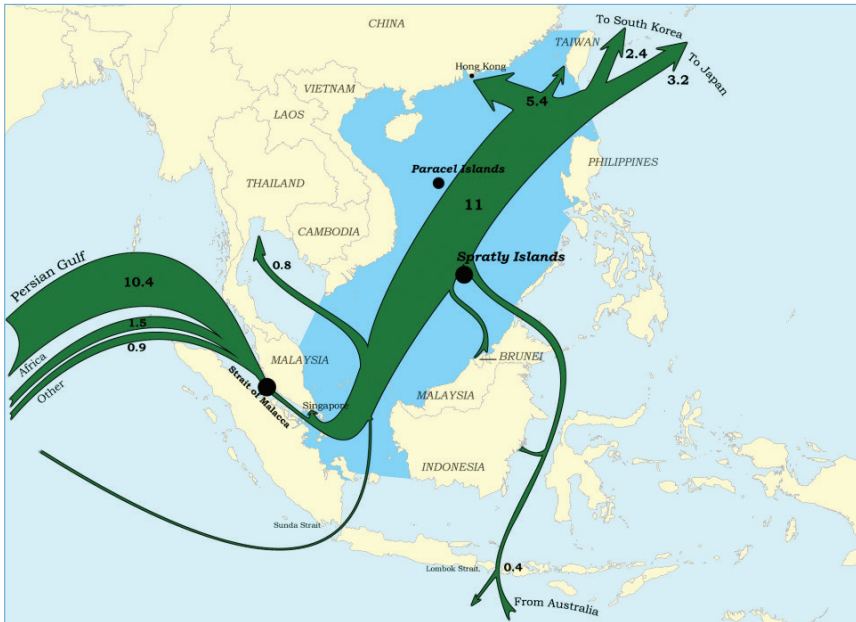 CHINA
To South Korea
TAIWAN
2.4
To Japan
3.2
Hong Kong
VIETNAM
5.4
LAOS
Paracel Islands
PHILIPPINES
THAILAND
11
CAMBODIA
Spratly Islands
0.8
Persian Gulf
10.4
1.5
Africa
0.9
Other
MALAYSIA
BRUNEI
Strait of Malacca
Singapore
MALAYSIA
INDONESIA
Sunda Strait
Lombok Strait.
0.4
From Australia